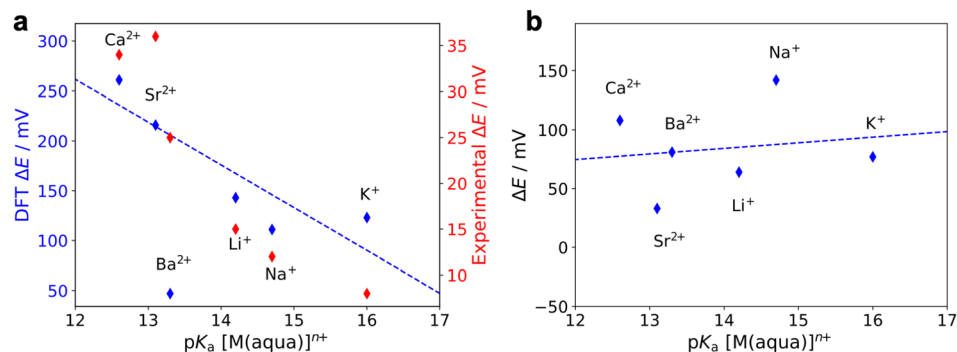 a
DFT ΔE / mV
300
250
200
150
100
50
Ca²⁺
Sr²⁺
Ba²⁺
Li⁺
Na⁺
K⁺
35
30
25
20
15
10
Experimental ΔE / mV
12 13 14 15 16 17
pKₐ [M(aqua)]ⁿ⁺
b
ΔE / mV
150
100
50
0
−50
Na⁺
Ca²⁺
Ba²⁺
K⁺
Li⁺
Sr²⁺
12 13 14 15 16 17
pKₐ [M(aqua)]ⁿ⁺